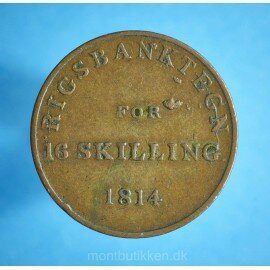 RIGSBANKTEGN
FOR
16 SKILLING
1814
montbutikken.dk